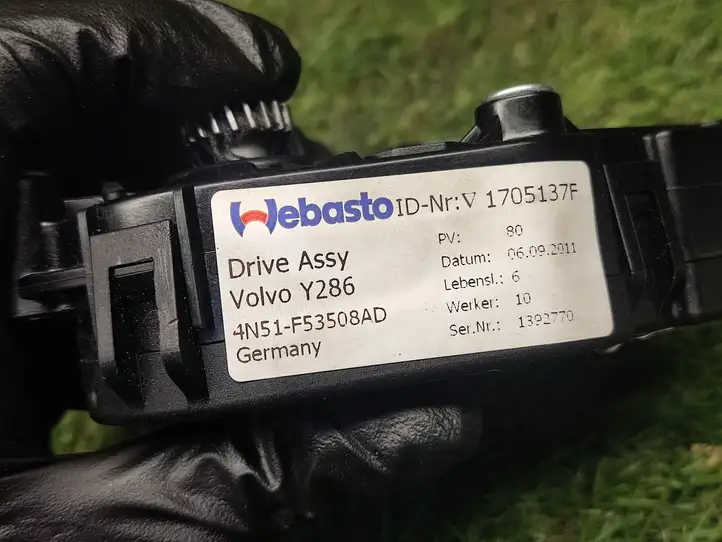 Webasto ID-Nr:∇ 1705137F
Drive Assy
Volvo Y286
4N51-F53508AD
Germany
PV: 80
Datum: 06.09.2011
Lebensl.: 6
Werker: 10
Ser.Nr.: 1392770